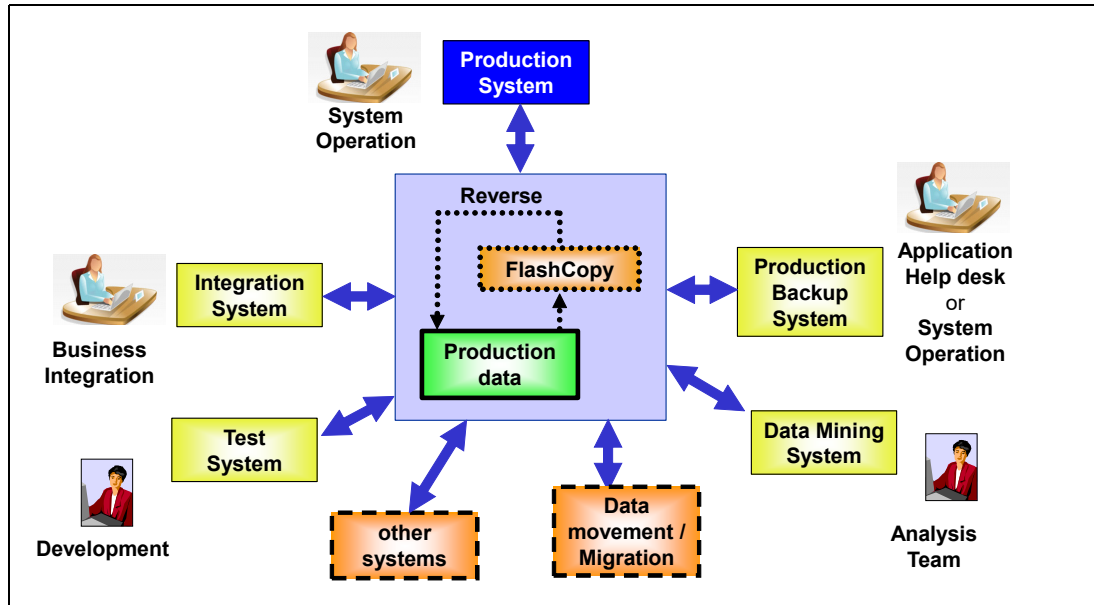 Production
System
System
Operation
Reverse
FlashCopy
Production
data
Integration
System
Business
Integration
Production
Backup
System
Application
Help desk
or
System
Operation
Test
System
Development
Data Mining
System
Analysis
Team
other
systems
Data
movement /
Migration